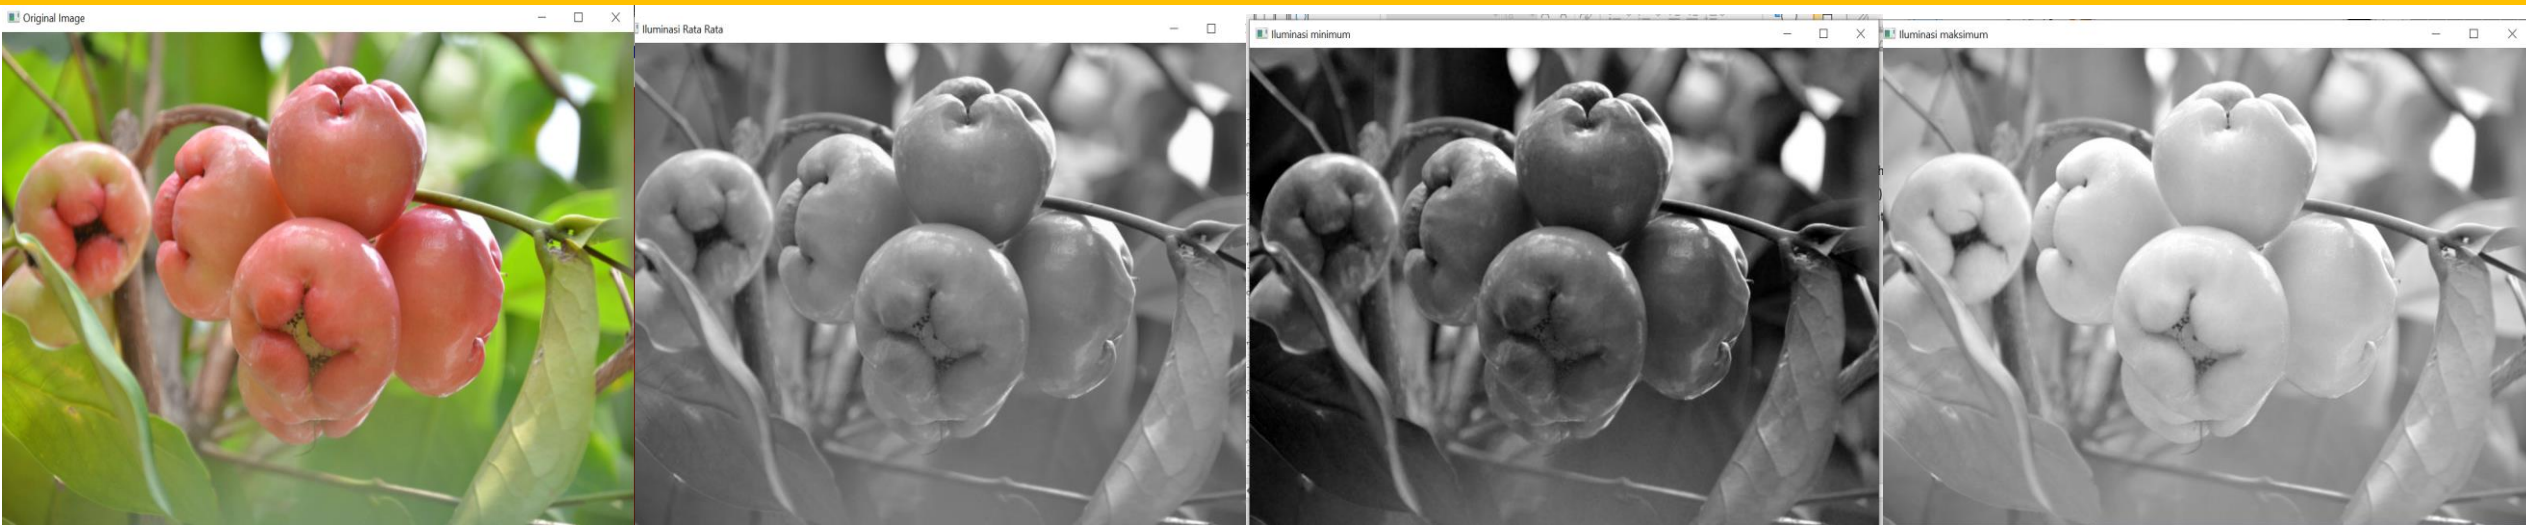 Original Image
Iluminasi Rata Rata
Iluminasi minimum
Iluminasi maksimum